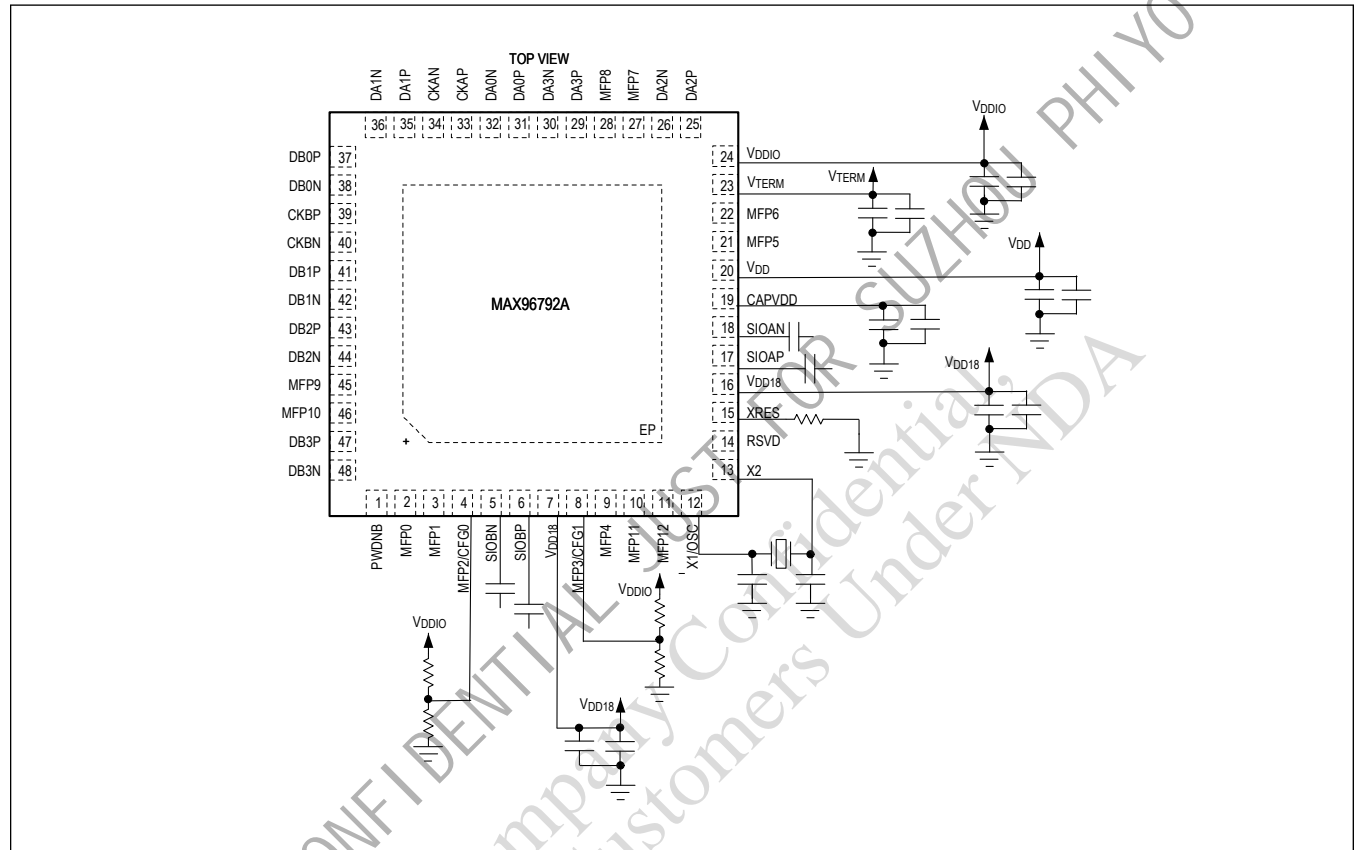 TOP VIEW
DA1N
DA1P
CKAN
CKAP
DA0N
DA0P
DA3N
DA3P
MFP8
MFP7
DA2N
DA2P
36 35 34 33 32 31 30 29 28 27 26 25
DB0P 37
DB0N 38
CKBP 39
CKBN 40
DB1P 41
DB1N 42
DB2P 43
DB2N 44
MFP9 45
MFP10 46
DB3P 47
DB3N 48
MAX96792A
EP
+
24 VDDIO
23 VTERM
22 MFP6
21 MFP5
20 VDD
19 CAPVDD
18 SIOAN
17 SIOAP
16 VDD18
15 XRES
14 RSVD
13 X2
VDDIO
VTERM
VDD
VDD18
1 2 3 4 5 6 7 8 9 10 11 12
PWDNB
MFP0
MFP1
MFP2/CFG0
SIOBN
SIOBP
VDD18
MFP3/CFG1
MFP4
MFP11
MFP12
X1/OSC
VDDIO
VDDIO
VDD18
CONFIDENTIAL JUST FOR SUZHOU PHIYO
Company Confidential,
Customers Under NDA